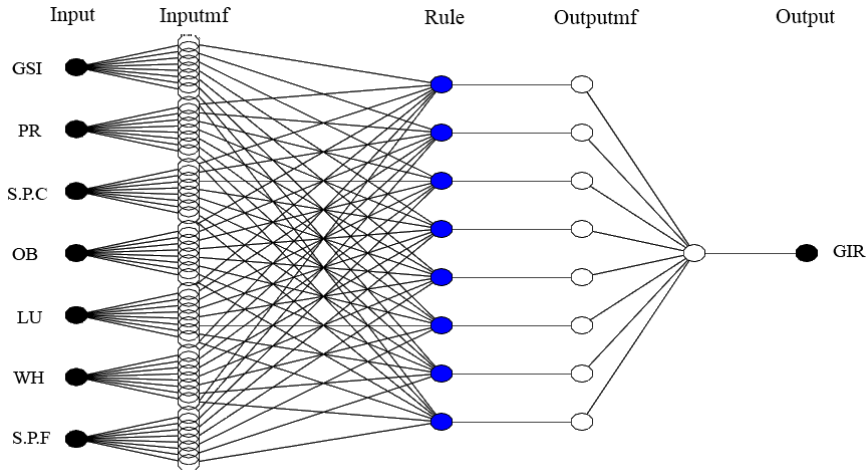 Input Inputmf Rule Outputmf Output
GSI
PR
S.P.C
OB
GIR
LU
WH
S.P.F